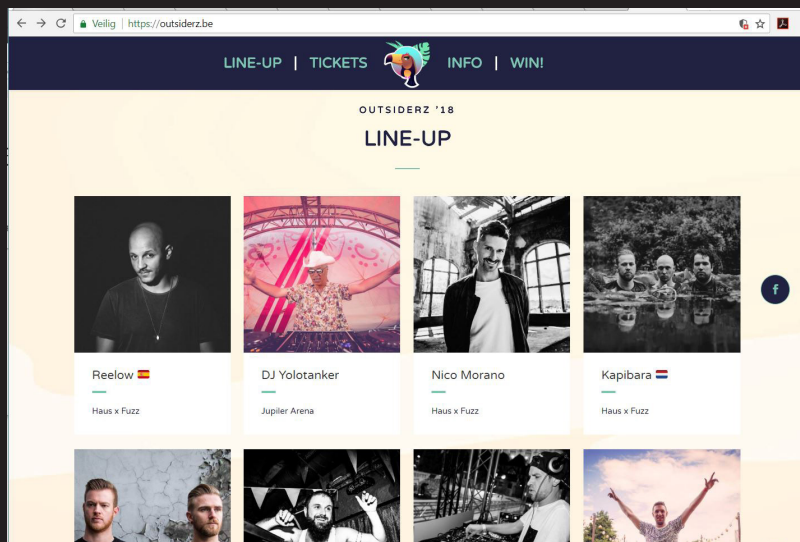 Veilig | https://outsiderz.be
LINE-UP | TICKETS INFO | WIN!
OUTSIDERZ '18
LINE-UP
Reelow
DJ Yolotanker
Nico Morano
Kapibara
Haus x Fuzz
Jupiler Arena
Haus x Fuzz
Haus x Fuzz
f